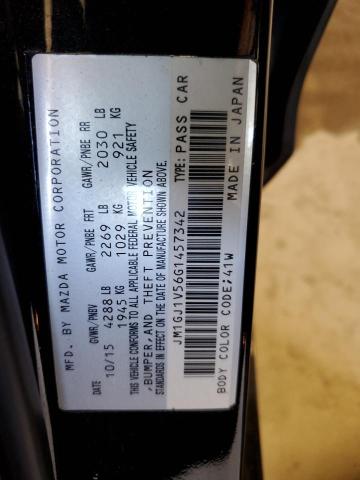 MFD. BY MAZDA MOTOR CORPORATION
GVWR/PNBV GAWR/PNBE FRT GAWR/PNBE RR
10/15 4288 LB 2269 LB 2030 LB
1945 KG 1029 KG 921 KG
THIS VEHICLE CONFORMS TO ALL APPLICABLE FEDERAL MOTOR VEHICLE SAFETY
,BUMPER,AND THEFT PREVENTION
STANDARDS IN EFFECT ON THE DATE OF MANUFACTURE SHOWN ABOVE.
JM1GJ1V56G1457342 TYPE: PASS CAR
BODY COLOR CODE;41W MADE IN JAPAN